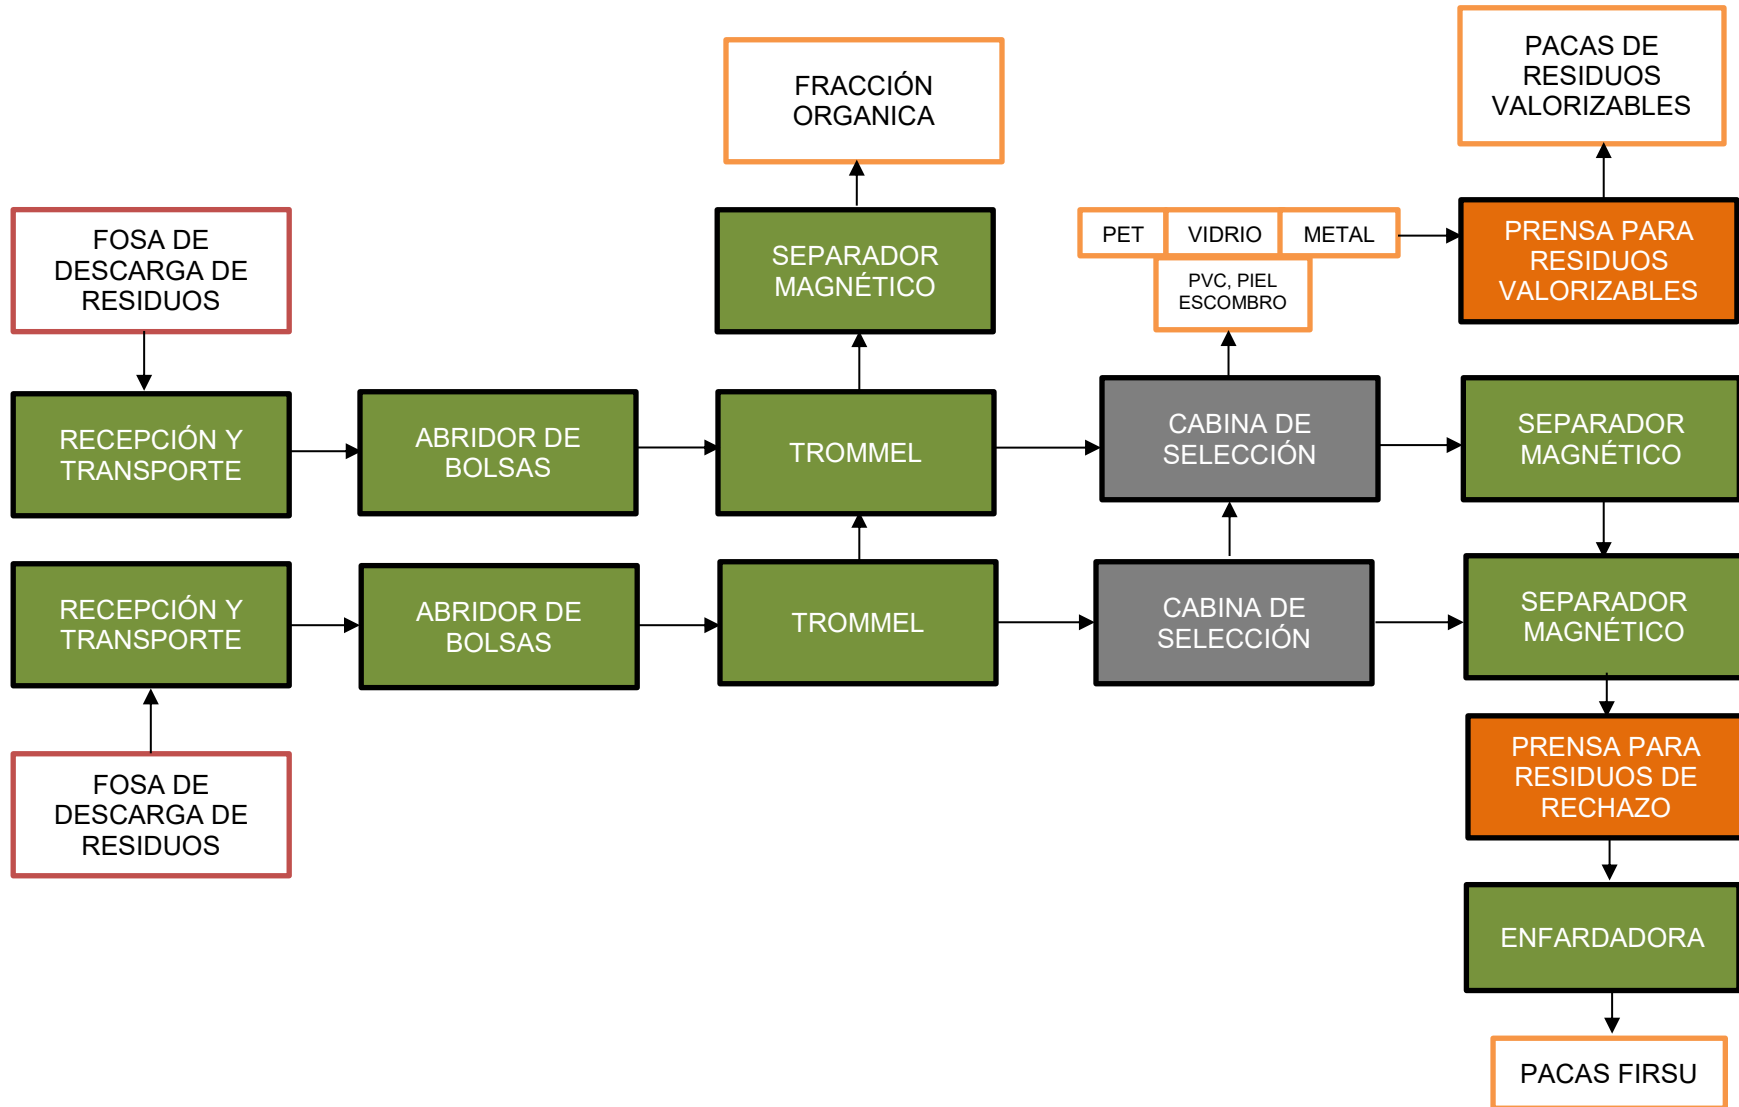 FRACCIÓN
ORGANICA
PACAS DE
RESIDUOS
VALORIZABLES
FOSA DE
DESCARGA DE
RESIDUOS
SEPARADOR
MAGNÉTICO
PET
VIDRIO
METAL
PVC, PIEL
ESCOMBRO
PRENSA PARA
RESIDUOS
VALORIZABLES
RECEPCIÓN Y
TRANSPORTE
ABRIDOR DE
BOLSAS
TROMMEL
CABINA DE
SELECCIÓN
SEPARADOR
MAGNÉTICO
RECEPCIÓN Y
TRANSPORTE
ABRIDOR DE
BOLSAS
TROMMEL
CABINA DE
SELECCIÓN
SEPARADOR
MAGNÉTICO
FOSA DE
DESCARGA DE
RESIDUOS
PRENSA PARA
RESIDUOS DE
RECHAZO
ENFARDADORA
PACAS FIRSU